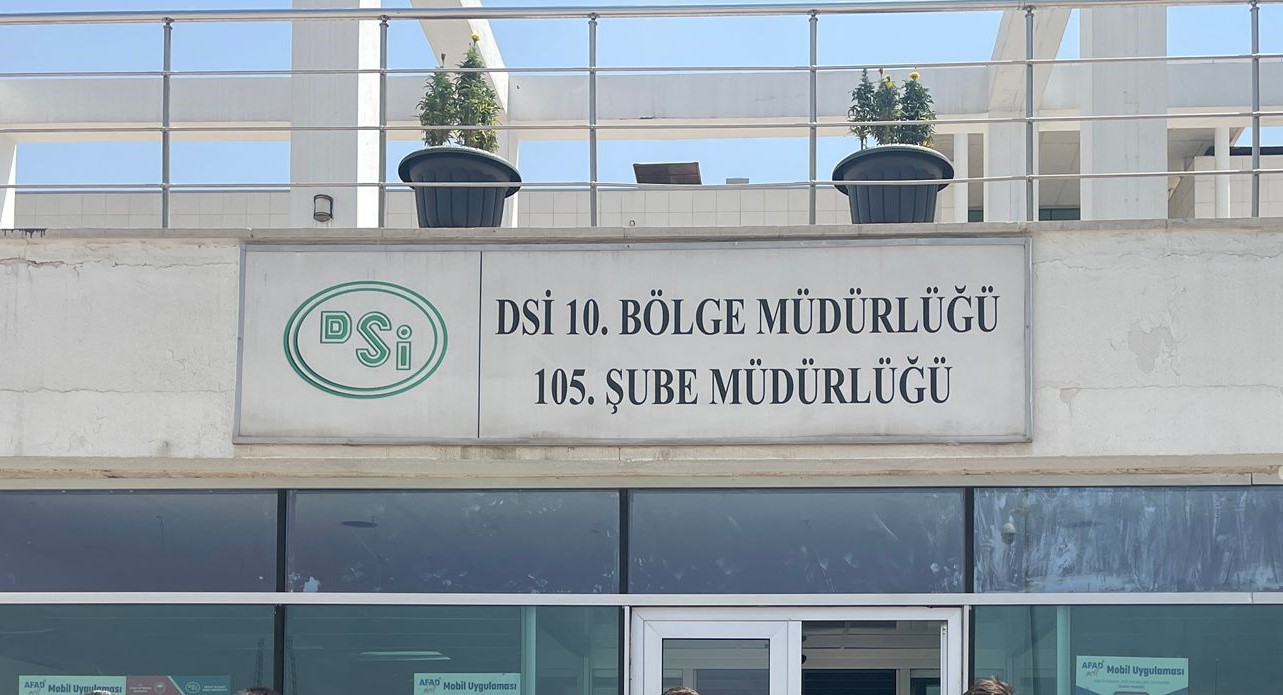 DSİ
DSİ 10. BÖLGE MÜDÜRLÜĞÜ
105. ŞUBE MÜDÜRLÜĞÜ
AFAD Mobil Uygulaması
AFAD Mobil Uygulaması
AFAD Mobil Uygulaması